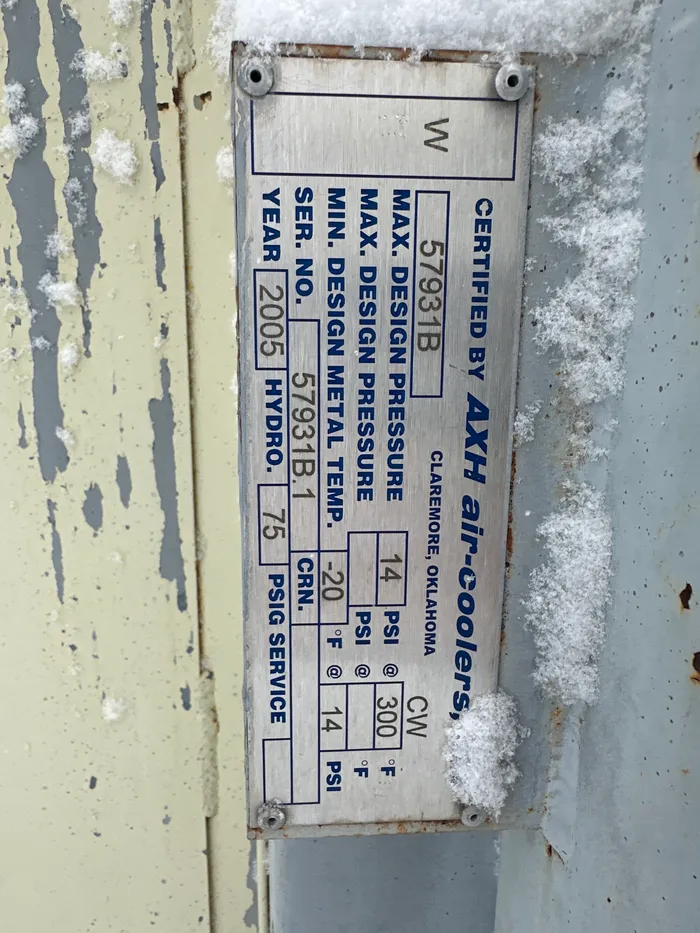 W
CERTIFIED BY AXH air-coolers,
CLAREMORE, OKLAHOMA
57931B
CW
MAX. DESIGN PRESSURE 14 PSI @ 300 °F
MAX. DESIGN PRESSURE PSI @ °F
MIN. DESIGN METAL TEMP. -20 °F @ 14 PSI
SER. NO. 57931B.1 CRN.
YEAR 2005 HYDRO. 75 PSIG SERVICE